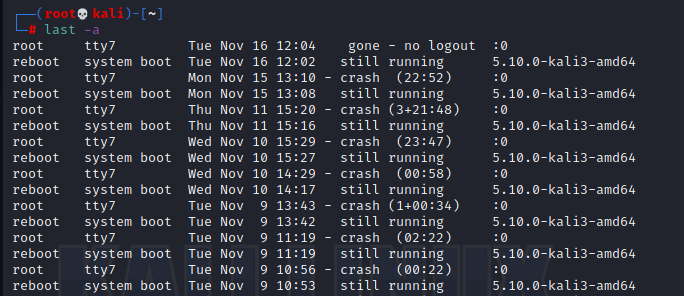 ┌──(root💀kali)-[~]
└─# last -a
root     tty7         Tue Nov 16 12:04    gone - no logout  :0
reboot   system boot  Tue Nov 16 12:02   still running      5.10.0-kali3-amd64
root     tty7         Mon Nov 15 13:10 - crash  (22:52)     :0
reboot   system boot  Mon Nov 15 13:08   still running      5.10.0-kali3-amd64
root     tty7         Thu Nov 11 15:20 - crash (3+21:48)    :0
reboot   system boot  Thu Nov 11 15:16   still running      5.10.0-kali3-amd64
root     tty7         Wed Nov 10 15:29 - crash  (23:47)     :0
reboot   system boot  Wed Nov 10 15:27   still running      5.10.0-kali3-amd64
root     tty7         Wed Nov 10 14:29 - crash  (00:58)     :0
reboot   system boot  Wed Nov 10 14:17   still running      5.10.0-kali3-amd64
root     tty7         Tue Nov  9 13:43 - crash (1+00:34)    :0
reboot   system boot  Tue Nov  9 13:42   still running      5.10.0-kali3-amd64
root     tty7         Tue Nov  9 11:19 - crash  (02:22)     :0
reboot   system boot  Tue Nov  9 11:19   still running      5.10.0-kali3-amd64
root     tty7         Tue Nov  9 10:56 - crash  (00:22)     :0
reboot   system boot  Tue Nov  9 10:53   still running      5.10.0-kali3-amd64